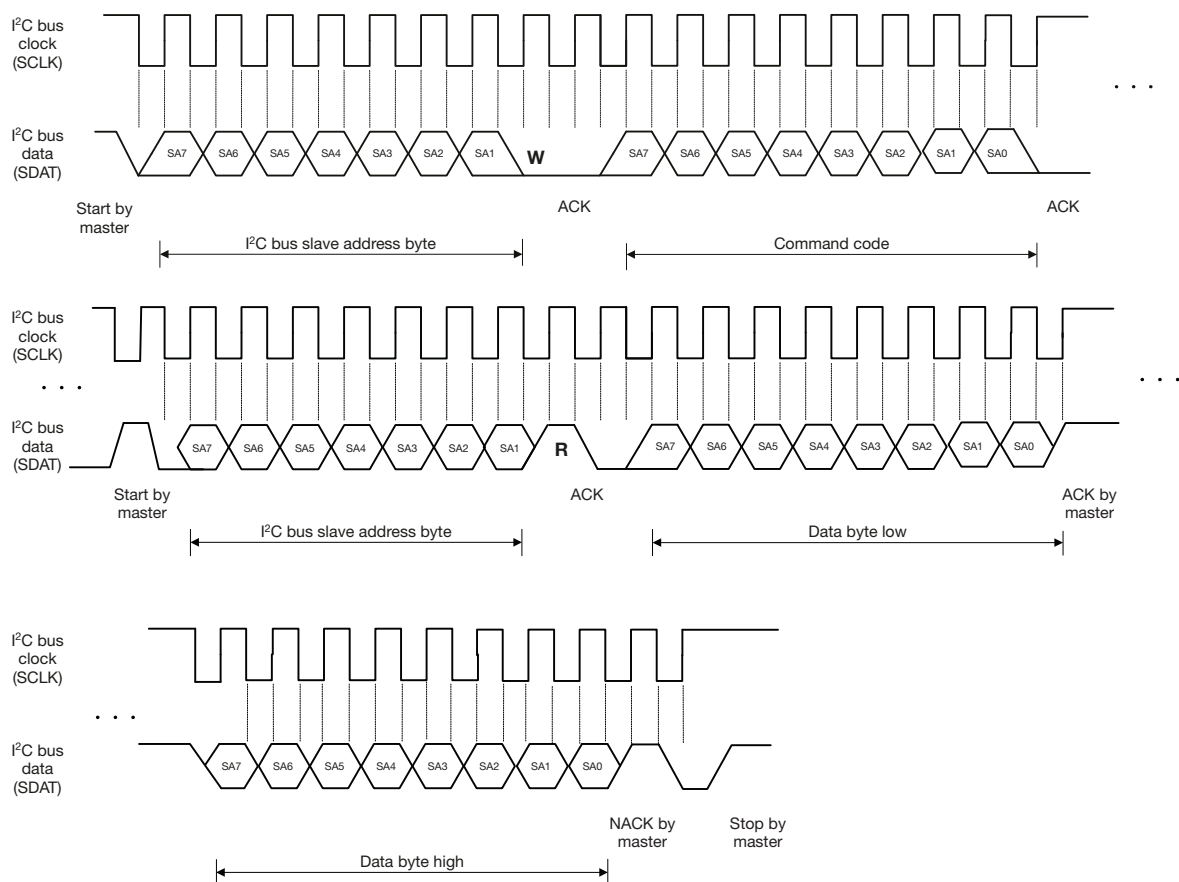 I²C bus
clock
(SCLK)
. . .
I²C bus
data
(SDAT)
SA7 SA6 SA5 SA4 SA3 SA2 SA1 W SA7 SA6 SA5 SA4 SA3 SA2 SA1 SA0
Start by
master
ACK
ACK
I²C bus slave address byte
Command code
I²C bus
clock
(SCLK)
. . .
. . .
I²C bus
data
(SDAT)
SA7 SA6 SA5 SA4 SA3 SA2 SA1 R SA7 SA6 SA5 SA4 SA3 SA2 SA1 SA0
Start by
master
ACK
ACK by
master
I²C bus slave address byte
Data byte low
I²C bus
clock
(SCLK)
. . .
I²C bus
data
(SDAT)
SA7 SA6 SA5 SA4 SA3 SA2 SA1 SA0
NACK by
master
Stop by
master
Data byte high